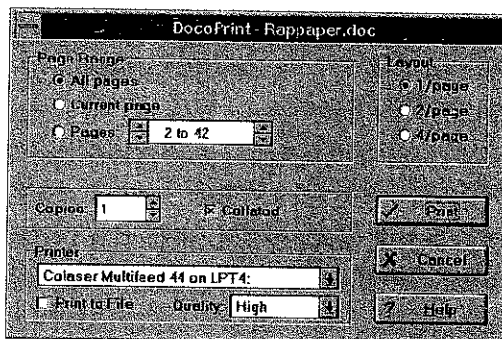 DocoPrint - Rappaper.doc
Page Range
All pages
Current page
Pages 2 to 42
Layout
1/page
2/page
4/page
Copies 1 Collated
Print
Printer
Colaser Multifeed 44 on LPT4:
Cancel
Print to File Quality: High
Help